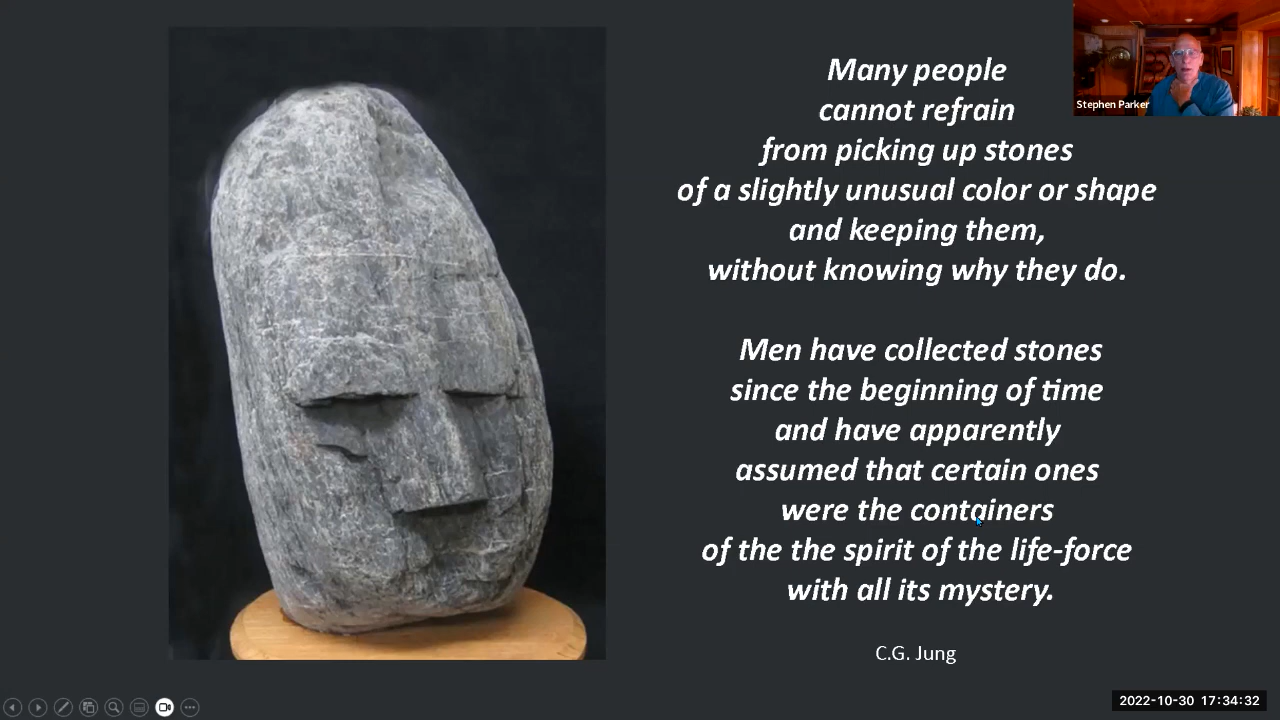 Many people
cannot refrain
from picking up stones
of a slightly unusual color or shape
and keeping them,
without knowing why they do.
Men have collected stones
since the beginning of time
and have apparently
assumed that certain ones
were the containers
of the the spirit of the life-force
with all its mystery.
C.G. Jung
Stephen Parker
2022-10-30 17:34:32